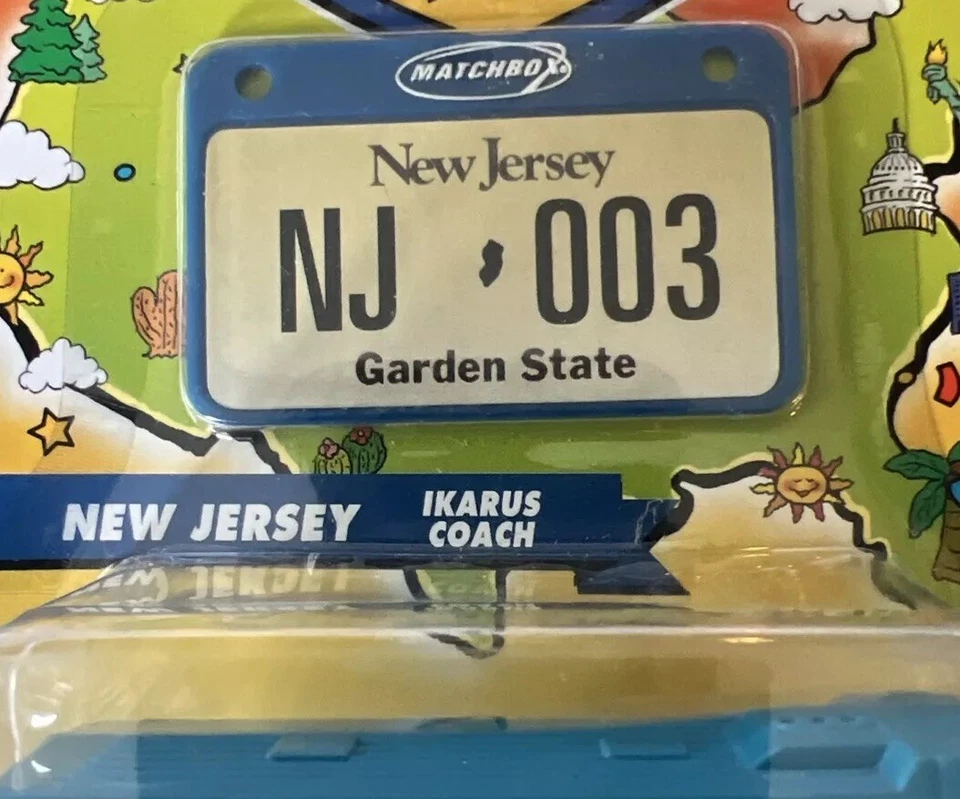 MATCHBOX
New Jersey
NJ 003
Garden State
NEW JERSEY
IKARUS
COACH